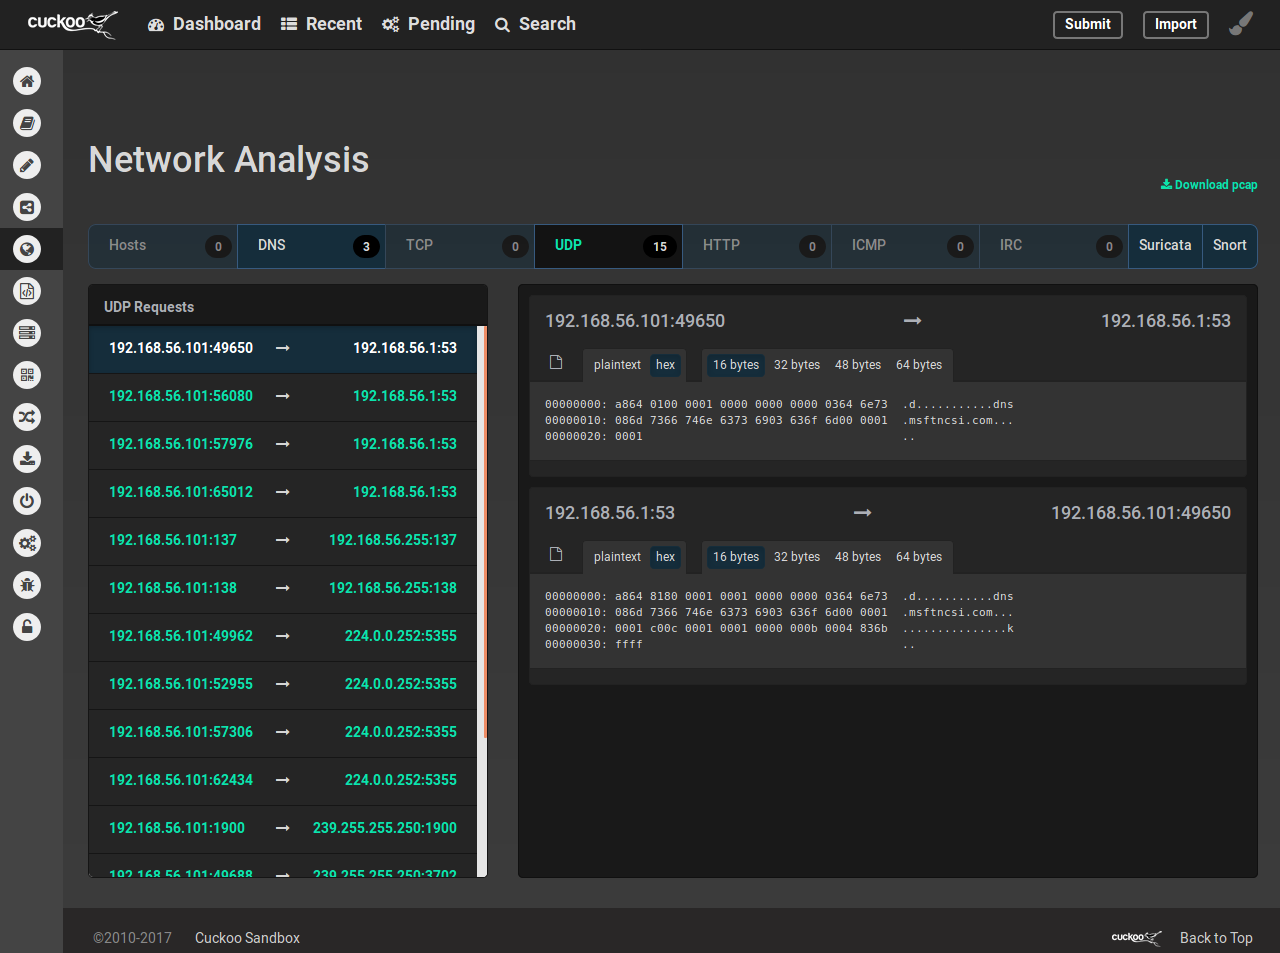 cuckoo Dashboard Recent Pending Search Submit Import
Network Analysis
Download pcap
Hosts 0 DNS 3 TCP 0 UDP 15 HTTP 0 ICMP 0 IRC 0 Suricata Snort
UDP Requests
192.168.56.101:49650 → 192.168.56.1:53
192.168.56.101:56080 → 192.168.56.1:53
192.168.56.101:57976 → 192.168.56.1:53
192.168.56.101:65012 → 192.168.56.1:53
192.168.56.101:137 → 192.168.56.255:137
192.168.56.101:138 → 192.168.56.255:138
192.168.56.101:49962 → 224.0.0.252:5355
192.168.56.101:52955 → 224.0.0.252:5355
192.168.56.101:57306 → 224.0.0.252:5355
192.168.56.101:62434 → 224.0.0.252:5355
192.168.56.101:1900 → 239.255.255.250:1900
192.168.56.101:49688 → 239.255.255.250:3702
192.168.56.101:49650 → 192.168.56.1:53
plaintext hex 16 bytes 32 bytes 48 bytes 64 bytes
00000000: a864 0100 0001 0000 0000 0000 0364 6e73 .d...........dns
00000010: 086d 7366 746e 6373 6903 636f 6d00 0001 .msftncsi.com...
00000020: 0001 ..
192.168.56.1:53 → 192.168.56.101:49650
plaintext hex 16 bytes 32 bytes 48 bytes 64 bytes
00000000: a864 8180 0001 0001 0000 0000 0364 6e73 .d...........dns
00000010: 086d 7366 746e 6373 6903 636f 6d00 0001 .msftncsi.com...
00000020: 0001 c00c 0001 0001 0000 000b 0004 836b ...............k
00000030: ffff ..
©2010-2017 Cuckoo Sandbox cuckoo Back to Top